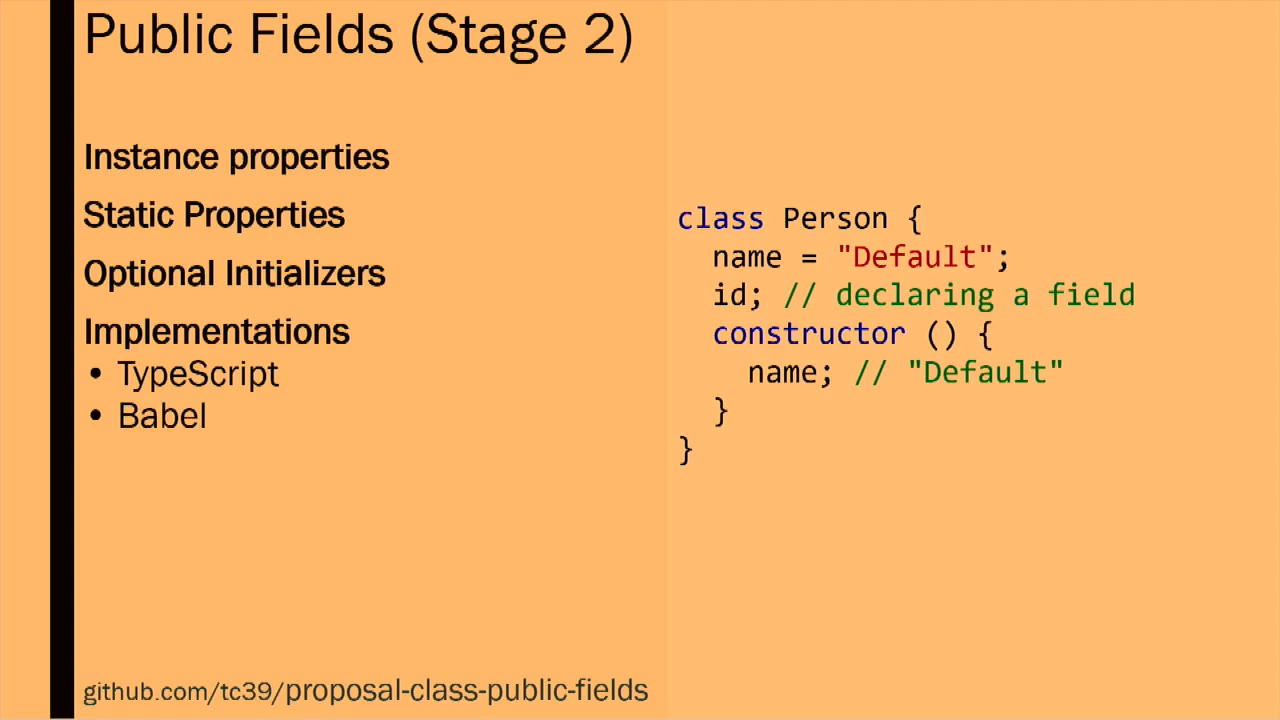 Public Fields (Stage 2)
Instance properties
Static Properties
Optional Initializers
Implementations
• TypeScript
• Babel
class Person {
name = "Default";
id; // declaring a field
constructor () {
name; // "Default"
}
}
github.com/tc39/proposal-class-public-fields